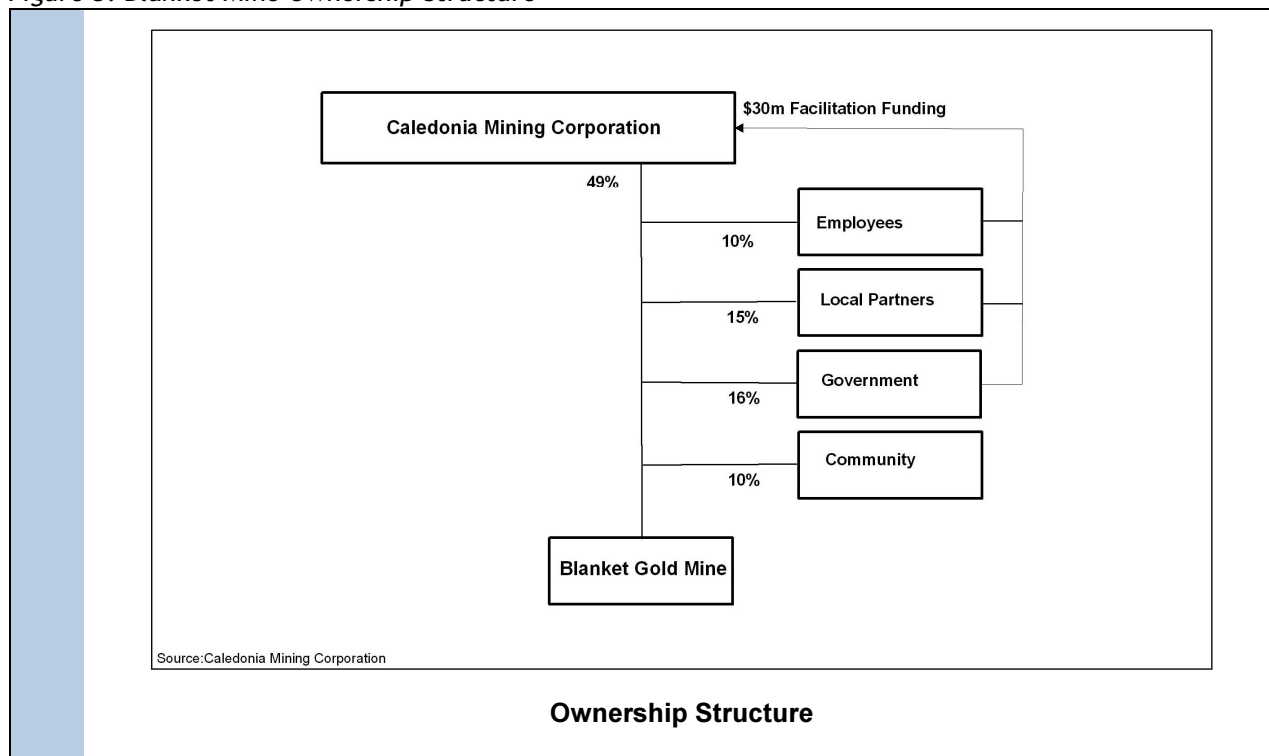 $30m Facilitation Funding
Caledonia Mining Corporation
49%
Employees
10%
Local Partners
15%
Government
16%
Community
10%
Blanket Gold Mine
Source:Caledonia Mining Corporation
Ownership Structure